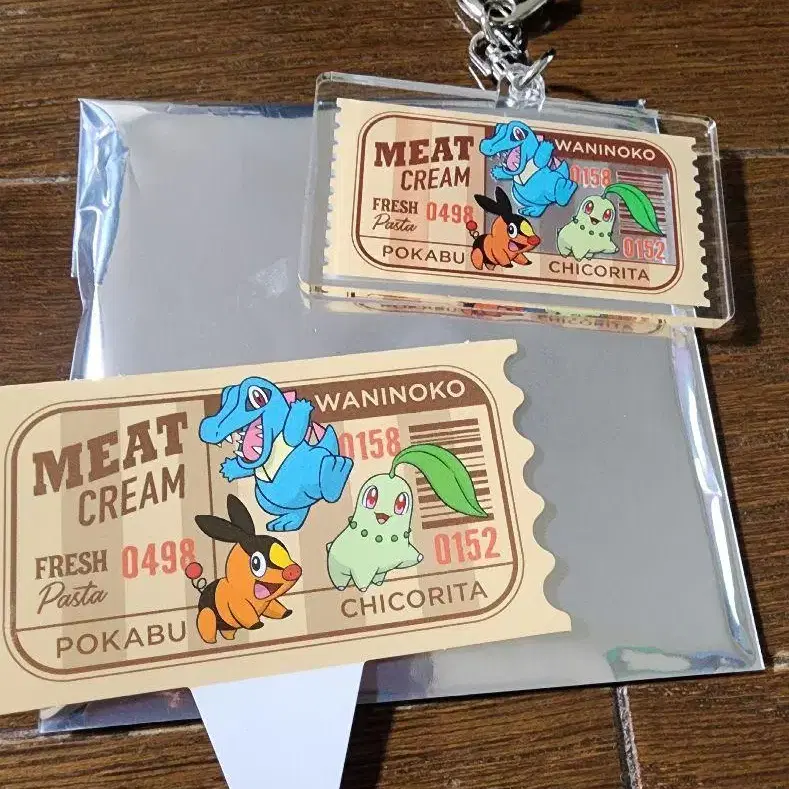 MEAT
CREAM
WANINOKO
0158
FRESH
Pasta
0498
0152
POKABU
CHICORITA
MEAT
CREAM
WANINOKO
0158
FRESH
Pasta
0498
0152
POKABU
CHICORITA